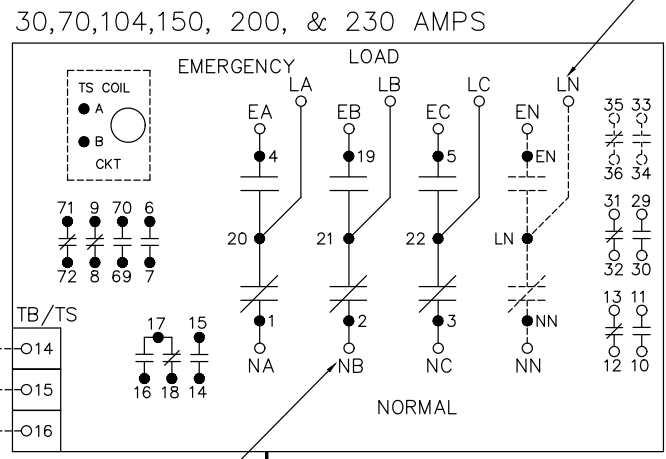 30,70,104,150, 200, & 230 AMPS
LOAD
EMERGENCY
TS COIL
A
B
CKT
LA
LB
LC
LN
EA
EB
EC
EN
35 33
4
19
5
EN
36 34
71 9 70 6
31 29
20
21
22
LN
72 8 69 7
32 30
13 11
TB/TS
17 15
1
2
3
NN
14
12 10
NA
NB
NC
NN
15
16 18 14
NORMAL
16